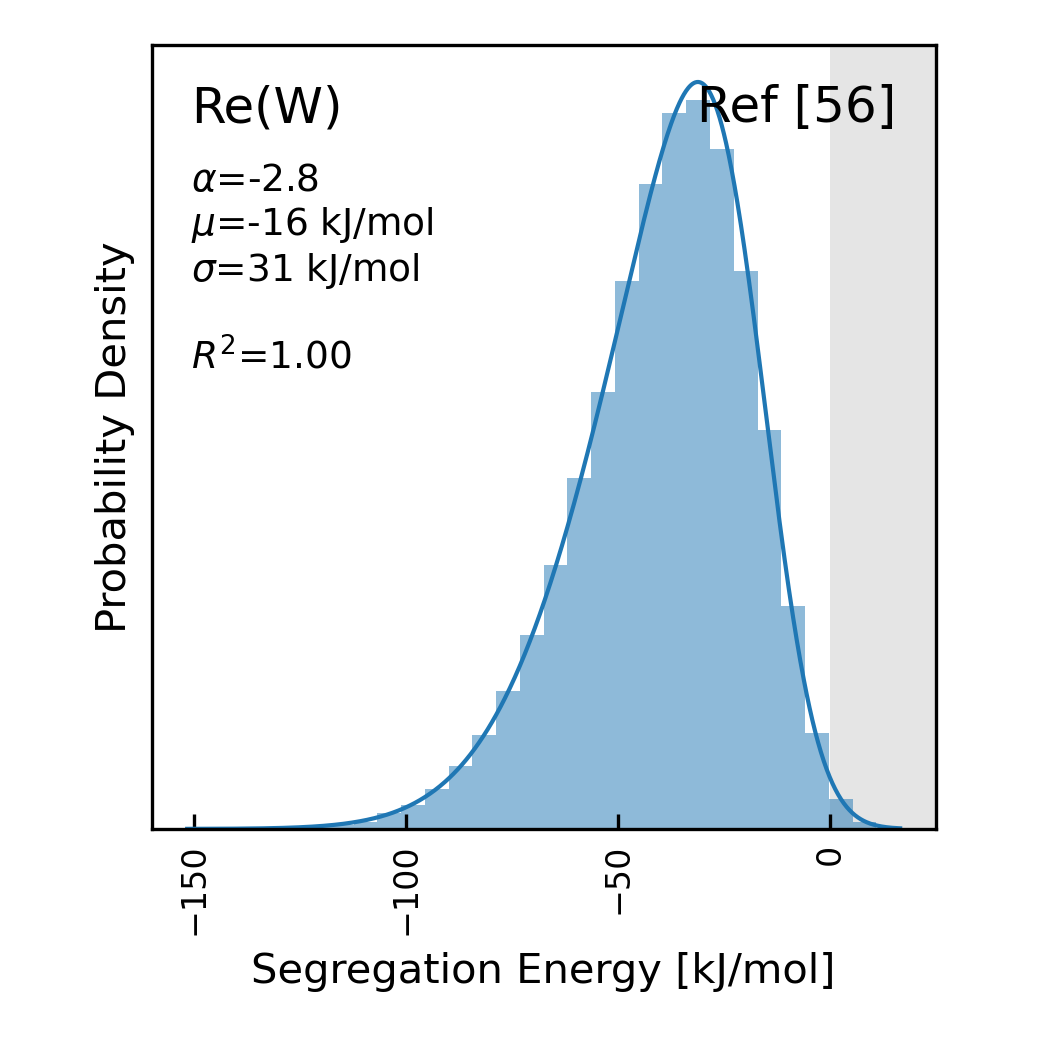 Re(W)
Ref [56]
α=-2.8
μ=-16 kJ/mol
σ=31 kJ/mol
R²=1.00
Probability Density
−150
−100
−50
0
Segregation Energy [kJ/mol]